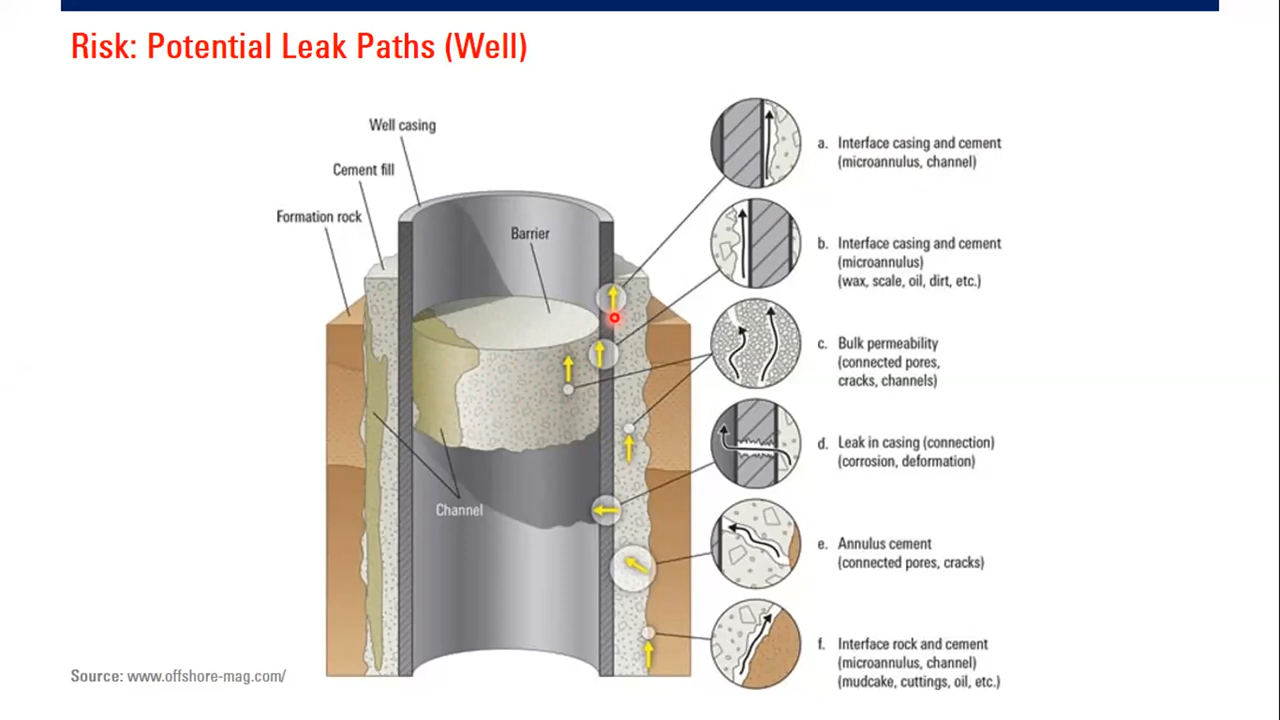 Risk: Potential Leak Paths (Well)
Well casing
Cement fill
Formation rock
Barrier
Channel
a. Interface casing and cement
(microannulus, channel)
b. Interface casing and cement
(microannulus)
(wax, scale, oil, dirt, etc.)
c. Bulk permeability
(connected pores,
cracks, channels)
d. Leak in casing (connection)
(corrosion, deformation)
e. Annulus cement
(connected pores, cracks)
f. Interface rock and cement
(microannulus, channel)
(mudcake, cuttings, oil, etc.)
Source: www.offshore-mag.com/